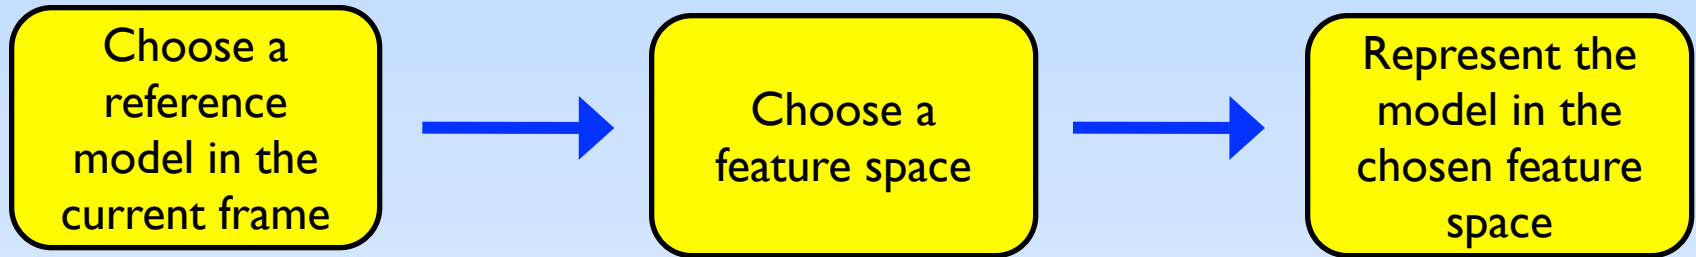 Choose a
reference
model in the
current frame
Choose a
feature space
Represent the
model in the
chosen feature
space